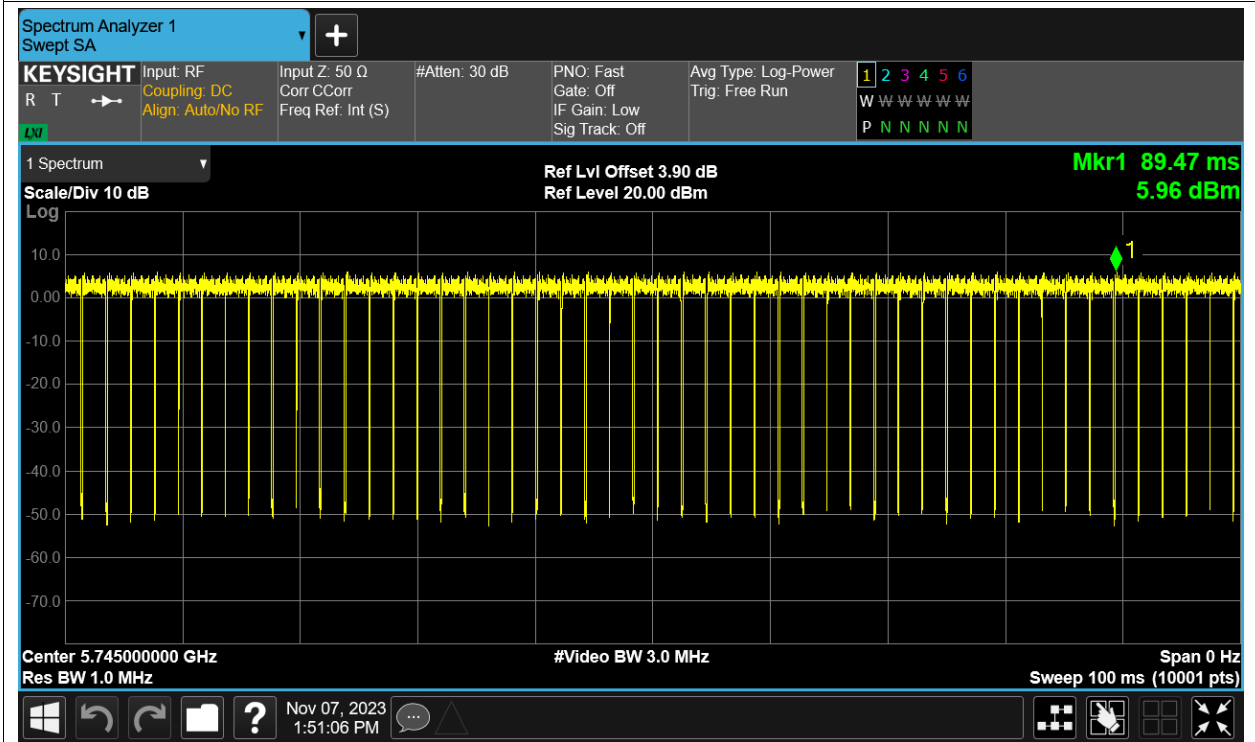 Spectrum Analyzer 1
Swept SA
+
KEYSIGHT
R T
LXI
Input: RF
Coupling: DC
Align: Auto/No RF
Input Z: 50 Ω
Corr CCorr
Freq Ref: Int (S)
#Atten: 30 dB
PNO: Fast
Gate: Off
IF Gain: Low
Sig Track: Off
Avg Type: Log-Power
Trig: Free Run
1 2 3 4 5 6
W W W W W W
P N N N N N
1 Spectrum
Scale/Div 10 dB
Log
Ref Lvl Offset 3.90 dB
Ref Level 20.00 dBm
Mkr1 89.47 ms
5.96 dBm
1
10.0
0.00
-10.0
-20.0
-30.0
-40.0
-50.0
-60.0
-70.0
Center 5.745000000 GHz
Res BW 1.0 MHz
#Video BW 3.0 MHz
Span 0 Hz
Sweep 100 ms (10001 pts)
?
Nov 07, 2023
1:51:06 PM